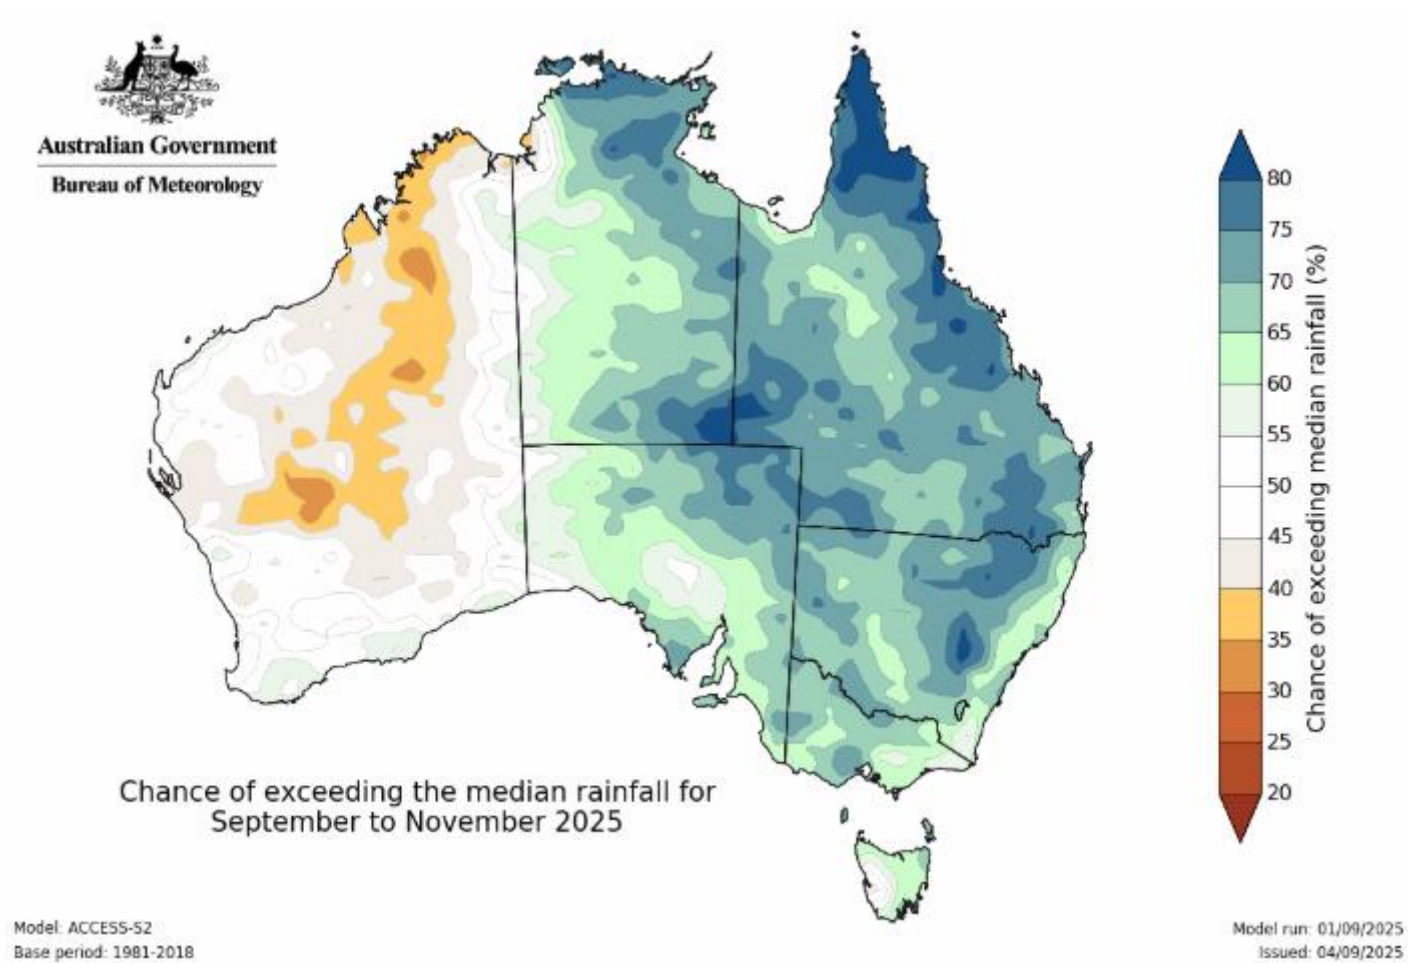 Australian Government
Bureau of Meteorology
80
75
70
65
60
55
50
45
40
35
30
25
20
Chance of exceeding median rainfall (%)
Chance of exceeding the median rainfall for
September to November 2025
Model: ACCESS-S2
Base period: 1981-2018
Model run: 01/09/2025
Issued: 04/09/2025